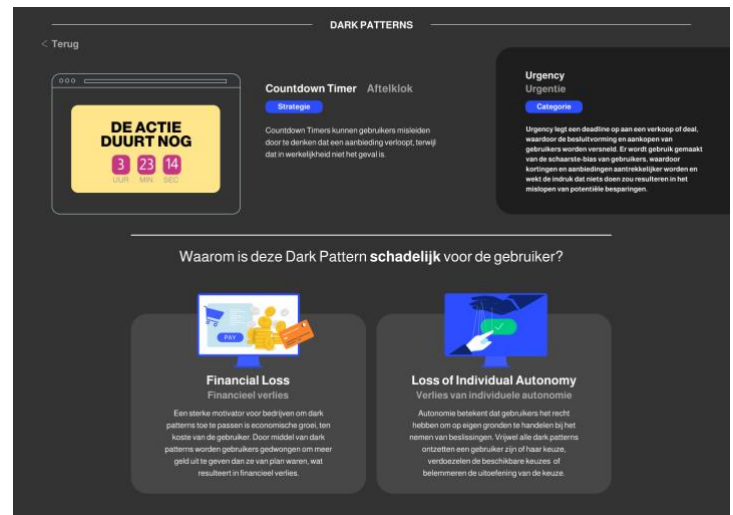 DARK PATTERNS
< Terug
DE ACTIE
DUURT NOG
3 23 14
UUR MIN SEC
Countdown Timer Aftelklok
Strategie
Countdown Timers kunnen gebruikers misleiden
door te denken dat een aanbieding verloopt, terwijl
dat in werkelijkheid niet het geval is.
Urgency
Urgentie
Categorie
Urgency legt een deadline op aan een verkoop of deal,
waardoor de besluitvorming en aankopen van
gebruikers worden versneld. Er wordt gebruik gemaakt
van de schaarste-bias van gebruikers, waardoor
kortingen en aanbiedingen aantrekkelijker worden en
wekt de indruk dat niets doen zou resulteren in het
mislopen van potentiële besparingen.
Waarom is deze Dark Pattern schadelijk voor de gebruiker?
PAY
Financial Loss
Financieel verlies
Een sterke motivator voor bedrijven om dark
patterns toe te passen is economische groei, ten
koste van de gebruiker. Door middel van dark
patterns worden gebruikers gedwongen om meer
geld uit te geven dan ze van plan waren, wat
resulteert in financieel verlies.
Loss of Individual Autonomy
Verlies van individuele autonomie
Autonomie betekent dat gebruikers het recht
hebben om op eigen gronden te handelen bij het
nemen van beslissingen. Vrijwel alle dark patterns
ontzetten een gebruiker zijn of haar keuze,
verdoezelen de beschikbare keuzes of
belemmeren de uitoefening van de keuze.